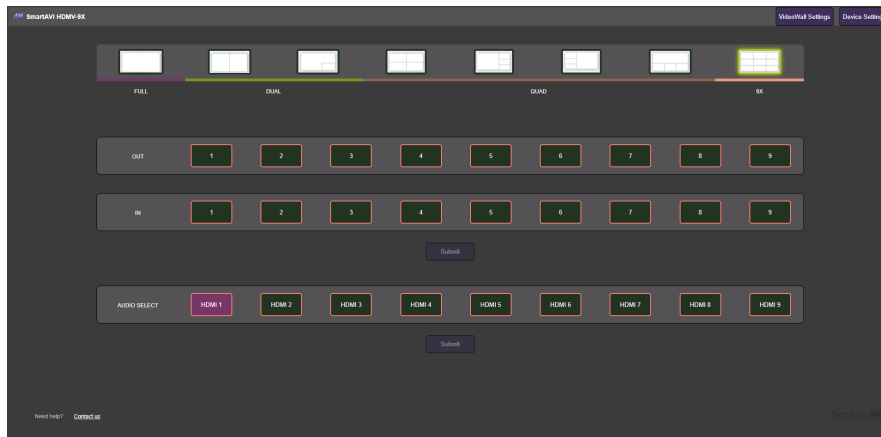 SmartAVI HDMV-9X
VideoWall Settings
Device Setting
FULL
DUAL
QUAD
9X
OUT 1 2 3 4 5 6 7 8 9
IN 1 2 3 4 5 6 7 8 9
Submit
AUDIO SELECT HDMI 1 HDMI 2 HDMI 3 HDMI 4 HDMI 5 HDMI 6 HDMI 7 HDMI 8 HDMI 9
Submit
Need help? Contact us